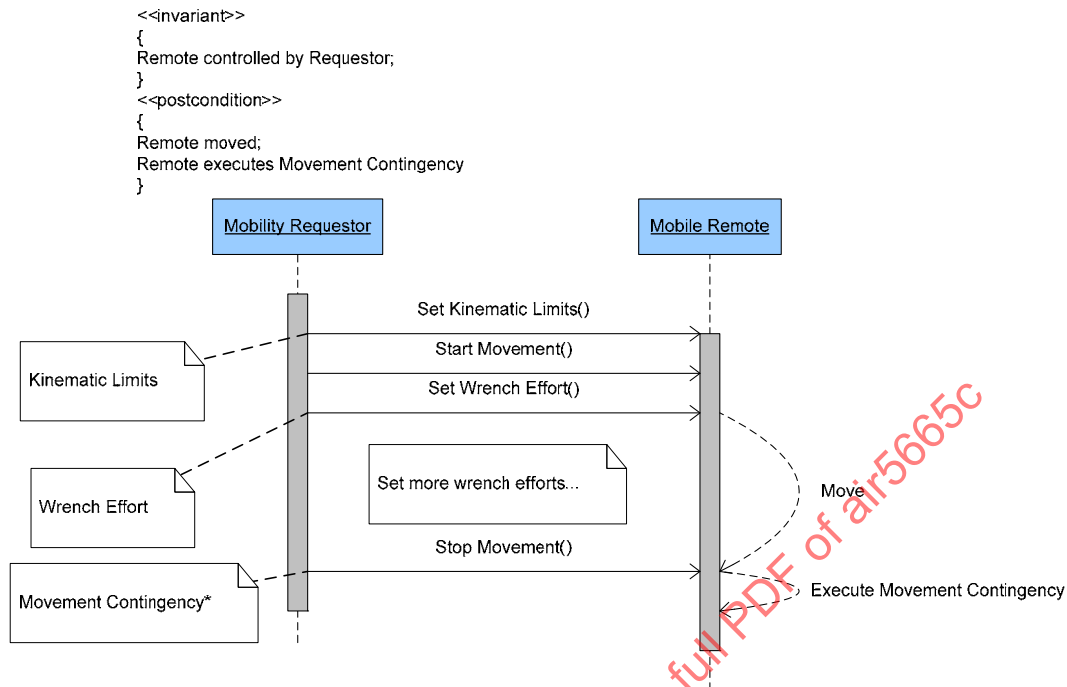 <<invariant>>
{
Remote controlled by Requestor;
}
<<postcondition>>
{
Remote moved;
Remote executes Movement Contingency
}
Mobility Requestor
Mobile Remote
Set Kinematic Limits()
Start Movement()
Kinematic Limits
Set Wrench Effort()
Set more wrench efforts...
Wrench Effort
Move
Stop Movement()
Movement Contingency*
Execute Movement Contingency
full PDF of air5665c